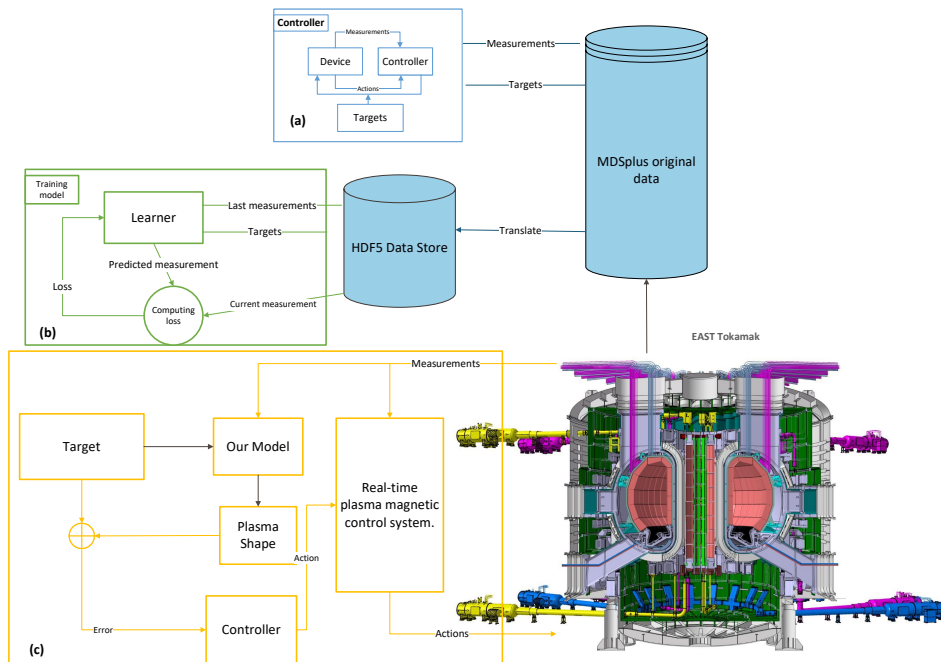 Controller
Measurements
Device
Controller
Actions
Targets
(a)
Measurements
Targets
MDSplus original
data
Training
model
Learner
Last measurements
Targets
Predicted measurement
Loss
Computing
loss
Current measurement
(b)
HDF5 Data Store
Translate
EAST Tokamak
Measurements
Target
Our Model
Real-time
plasma magnetic
control system.
Plasma
Shape
Action
Error
Controller
Actions
(c)